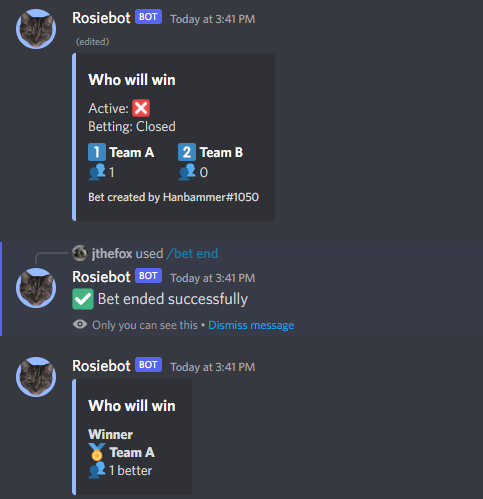 Rosiebot BOT Today at 3:41 PM
(edited)
Who will win
Active: ❌
Betting: Closed
1 Team A 2 Team B
1 0
Bet created by Hanbammer#1050
jthefox used /bet end
Rosiebot BOT Today at 3:41 PM
✅ Bet ended successfully
Only you can see this • Dismiss message
Rosiebot BOT Today at 3:41 PM
Who will win
Winner
🏅 Team A
1 better